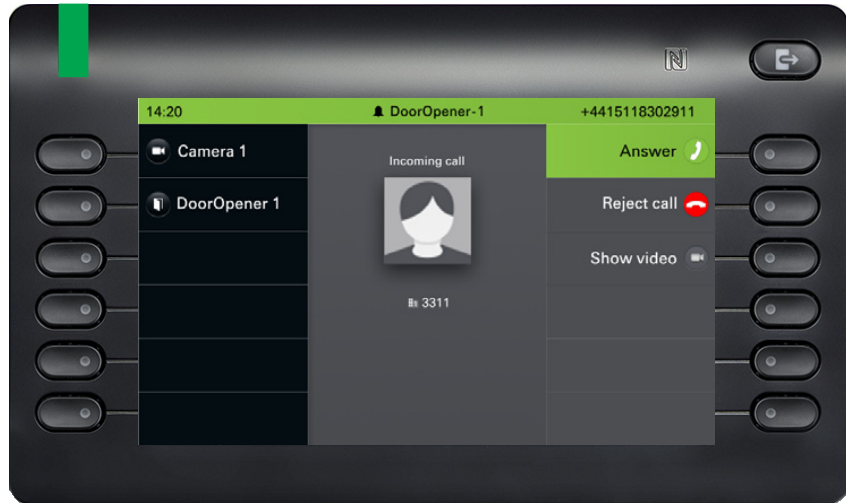 14:20 DoorOpener-1 +4415118302911
Camera 1
DoorOpener 1
Incoming call
3311
Answer
Reject call
Show video